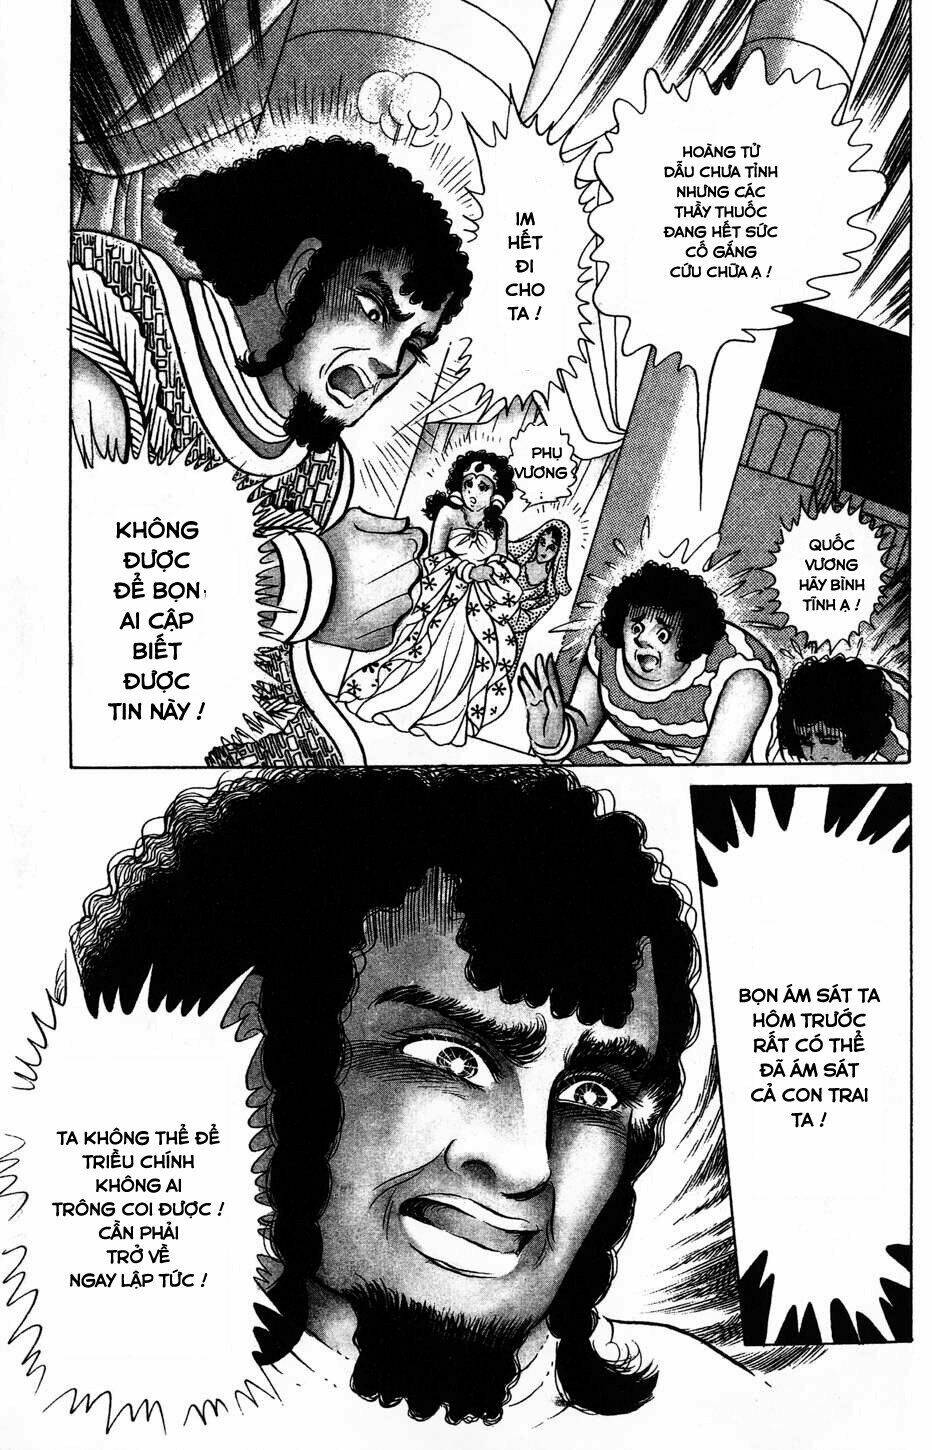 HOÀNG TỬ
DẪU CHƯA TỈNH
NHƯNG CÁC
THẦY THUỐC
ĐANG HẾT SỨC
CỐ GẮNG
CỨU CHỮA Ạ !
IM
HẾT
ĐI
CHO
TA !
PHỤ
VƯƠNG
!
QUỐC
VƯƠNG
HÃY BÌNH
TĨNH Ạ !
KHÔNG
ĐƯỢC
ĐỂ BỌN
AI CẬP
BIẾT
ĐƯỢC
TIN NÀY !
BỌN ÁM SÁT TA
HÔM TRƯỚC
RẤT CÓ THỂ
ĐÃ ÁM SÁT
CẢ CON TRAI
TA !
TA KHÔNG THỂ ĐỂ
TRIỀU CHÍNH
KHÔNG AI
TRÔNG COI ĐƯỢC !
CẦN PHẢI
TRỞ VỀ
NGAY LẬP TỨC !